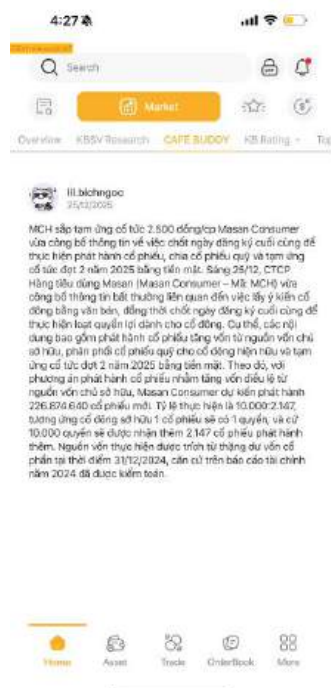 4:27
Search
Market
Overview KBSV Research CAFE BUDDY KB Rating Top
lil.bichngoc
25/12/2025
MCH sắp tạm ứng cổ tức 2.500 đồng/cp Masan Consumer
vừa công bố thông tin về việc chốt ngày đăng ký cuối cùng để
thực hiện phát hành cổ phiếu, chia cổ phiếu quỹ và tạm ứng
cổ tức đợt 2 năm 2025 bằng tiền mặt. Sáng 25/12, CTCP
Hàng tiêu dùng Masan (Masan Consumer – Mã: MCH) vừa
công bố thông tin bất thường liên quan đến việc lấy ý kiến cổ
đông bằng văn bản, đồng thời chốt ngày đăng ký cuối cùng để
thực hiện loạt quyền lợi dành cho cổ đông. Cụ thể, các nội
dung bao gồm phát hành cổ phiếu tăng vốn từ nguồn vốn chủ
sở hữu, phân phối cổ phiếu quỹ cho cổ đông hiện hữu và tạm
ứng cổ tức đợt 2 năm 2025 bằng tiền mặt. Theo đó, với
phương án phát hành cổ phiếu nhằm tăng vốn điều lệ từ
nguồn vốn chủ sở hữu, Masan Consumer dự kiến phát hành
226.874.640 cổ phiếu mới. Tỷ lệ thực hiện là 10.000:2.147,
tương ứng cổ đông sở hữu 1 cổ phiếu sẽ có 1 quyền, và cứ
10.000 quyền sẽ được nhận thêm 2.147 cổ phiếu phát hành
thêm. Nguồn vốn thực hiện được trích từ thặng dư vốn cổ
phần tại thời điểm 31/12/2024, căn cứ trên báo cáo tài chính
năm 2024 đã được kiểm toán.
Home Asset Trade OrderBook More